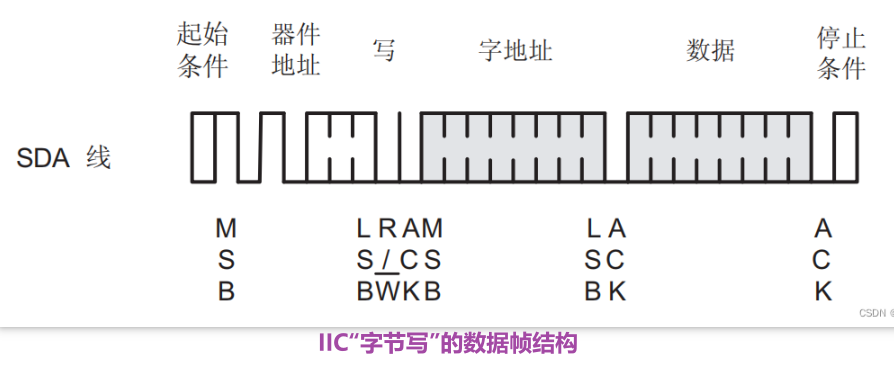 起始 器件 停止
条件 地址 写 字地址 数据 条件
SDA 线
M L R A M L A A
S S / C S S C C
B B W K B B K K
CSDN @
IIC“字节写”的数据帧结构